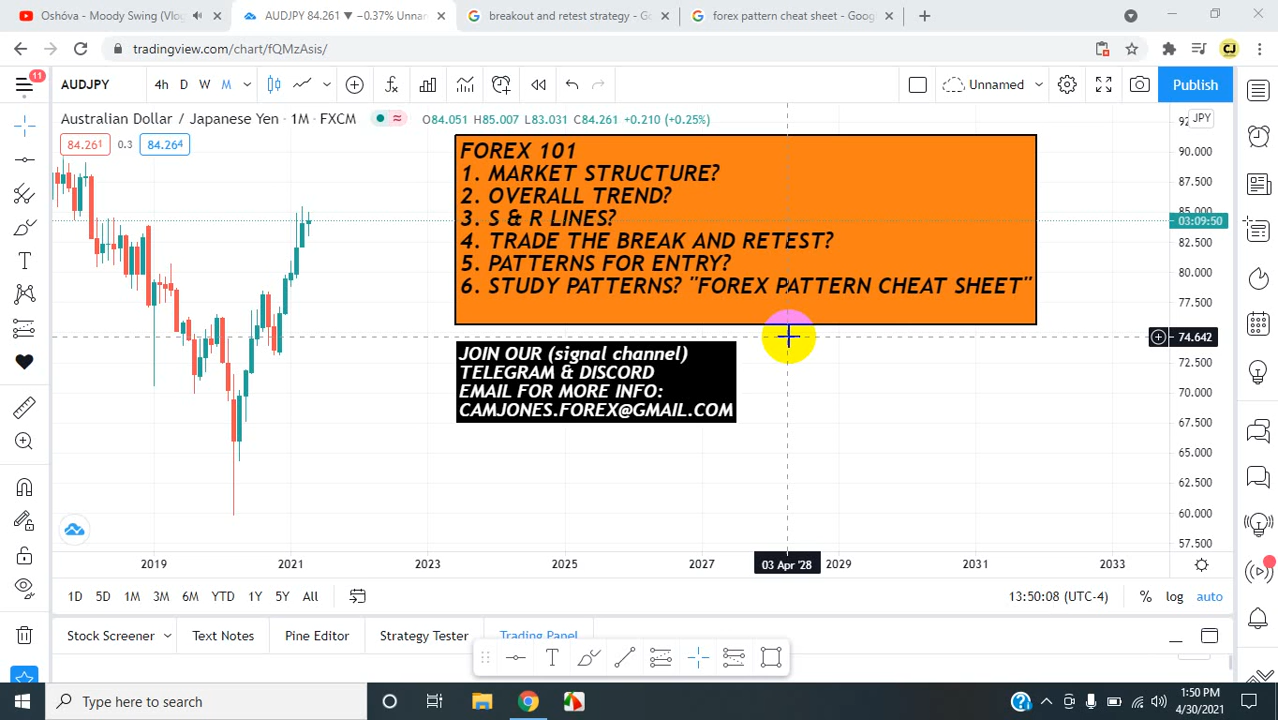 Oshóva - Moody Swing (Vlog
AUDJPY 84.261 ▼ −0.37% Unnar
breakout and retest strategy - Go
forex pattern cheat sheet - Goog
tradingview.com/chart/fQMzAsis/
CJ
11
AUDJPY
4h D W M
Unnamed
Publish
Australian Dollar / Japanese Yen · 1M · FXCM
O84.051 H85.007 L83.031 C84.261 +0.210 (+0.25%)
JPY
84.261 0.3 84.264
FOREX 101
1. MARKET STRUCTURE?
2. OVERALL TREND?
3. S & R LINES?
4. TRADE THE BREAK AND RETEST?
5. PATTERNS FOR ENTRY?
6. STUDY PATTERNS? "FOREX PATTERN CHEAT SHEET"
JOIN OUR (signal channel)
TELEGRAM & DISCORD
EMAIL FOR MORE INFO:
CAMJONES.FOREX@GMAIL.COM
90.000
87.500
03:09:50
82.500
80.000
77.500
74.642
72.500
70.000
67.500
65.000
62.500
60.000
57.500
2019 2021 2023 2025 2027 03 Apr '28 2029 2031 2033
1D 5D 1M 3M 6M YTD 1Y 5Y All
13:50:08 (UTC-4) % log auto
Stock Screener Text Notes Pine Editor Strategy Tester Trading Panel
Type here to search
1:50 PM
4/30/2021